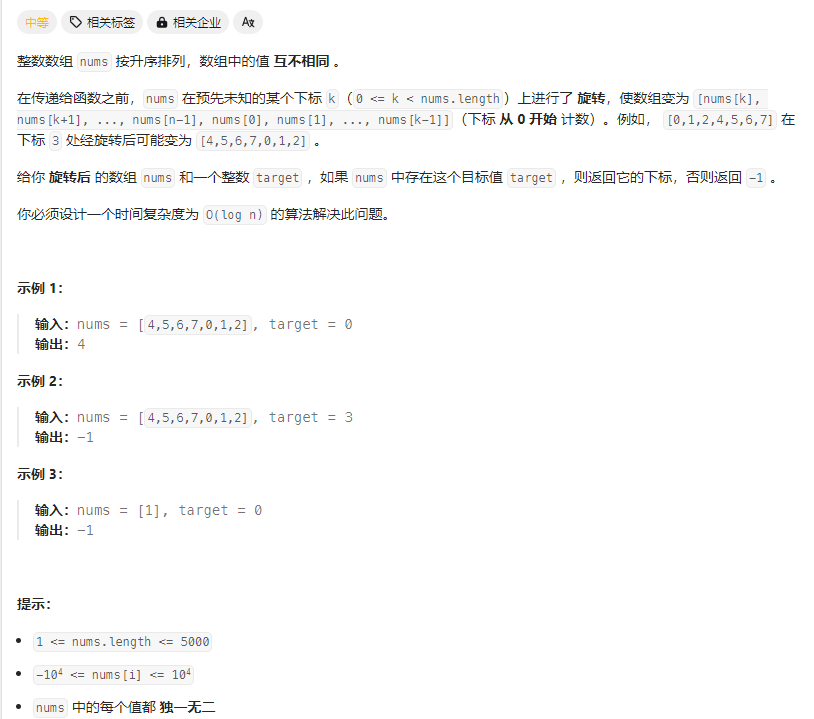 中等 相关标签 相关企业 Aa
整数数组 nums 按升序排列，数组中的值 互不相同 。
在传递给函数之前，nums 在预先未知的某个下标 k（0 <= k < nums.length）上进行了 旋转，使数组变为 [nums[k],
nums[k+1], ..., nums[n-1], nums[0], nums[1], ..., nums[k-1]]（下标 从 0 开始 计数）。例如， [0,1,2,4,5,6,7] 在
下标 3 处经旋转后可能变为 [4,5,6,7,0,1,2] 。
给你 旋转后 的数组 nums 和一个整数 target ，如果 nums 中存在这个目标值 target ，则返回它的下标，否则返回 -1 。
你必须设计一个时间复杂度为 O(log n) 的算法解决此问题。
示例 1：
输入：nums = [4,5,6,7,0,1,2], target = 0
输出：4
示例 2：
输入：nums = [4,5,6,7,0,1,2], target = 3
输出：-1
示例 3：
输入：nums = [1], target = 0
输出：-1
提示：
1 <= nums.length <= 5000
-10⁴ <= nums[i] <= 10⁴
nums 中的每个值都 独一无二